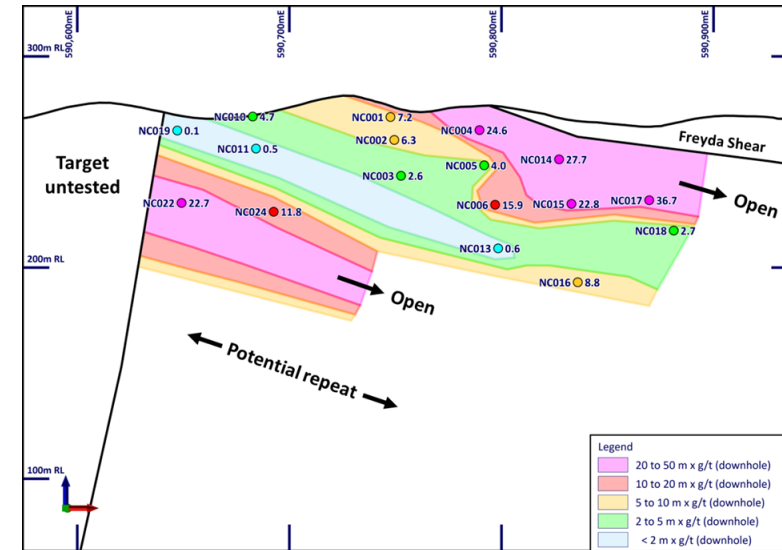 590,600mE
590,700mE
590,800mE
590,900mE
300m RL
NC019 0.1
NC010 4.7
NC001 7.2
NC004 24.6
NC011 0.5
NC002 6.3
NC014 27.7
Freyda Shear
Target
untested
NC003 2.6
NC005 4.0
NC022 22.7
NC024 11.8
NC006 15.9
NC015 22.8
NC017 36.7
Open
NC018 2.7
NC013 0.6
200m RL
NC016 8.8
Open
Potential repeat
100m RL
Legend
20 to 50 m x g/t (downhole)
10 to 20 m x g/t (downhole)
5 to 10 m x g/t (downhole)
2 to 5 m x g/t (downhole)
< 2 m x g/t (downhole)